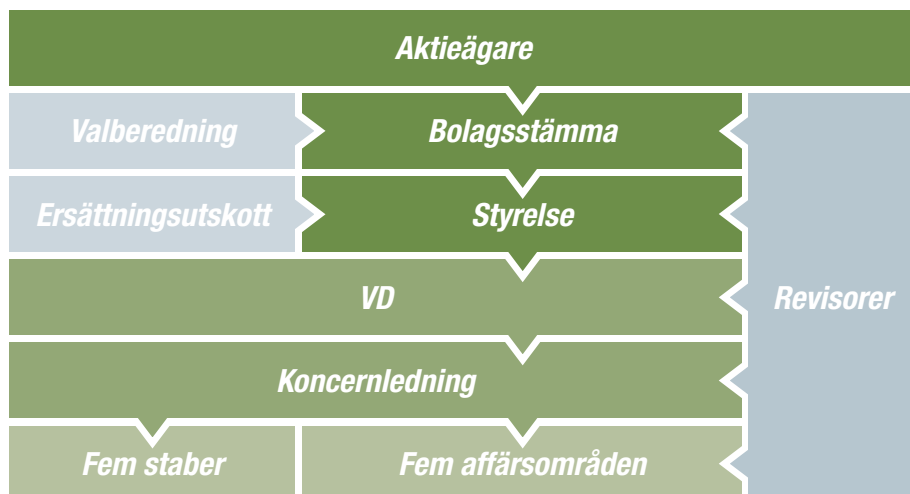 Aktieägare
Valberedning
Bolagsstämma
Ersättningsutskott
Styrelse
VD
Revisorer
Koncernledning
Fem staber
Fem affärsområden